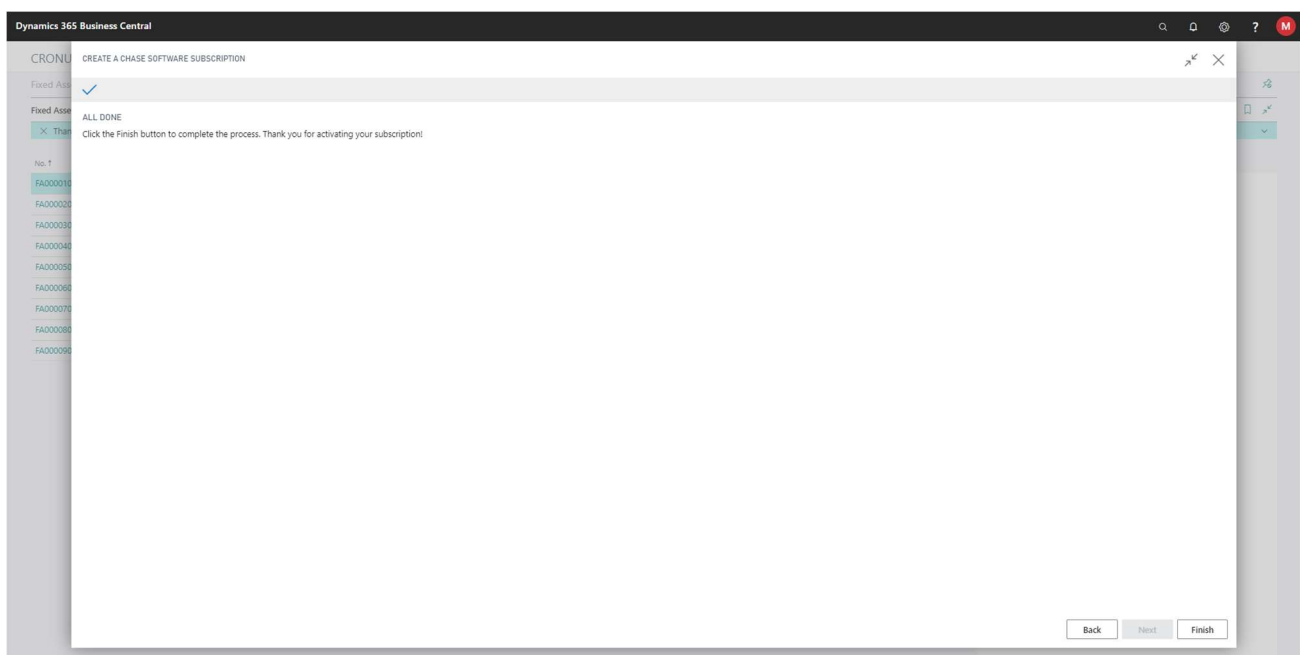 Dynamics 365 Business Central
?
M
CRONU
CREATE A CHASE SOFTWARE SUBSCRIPTION
Fixed Ass
Fixed Asse
ALL DONE
Click the Finish button to complete the process. Thank you for activating your subscription!
Than
No. ↑
FA000010
FA000020
FA000030
FA000040
FA000050
FA000060
FA000070
FA000080
FA000090
Back
Next
Finish